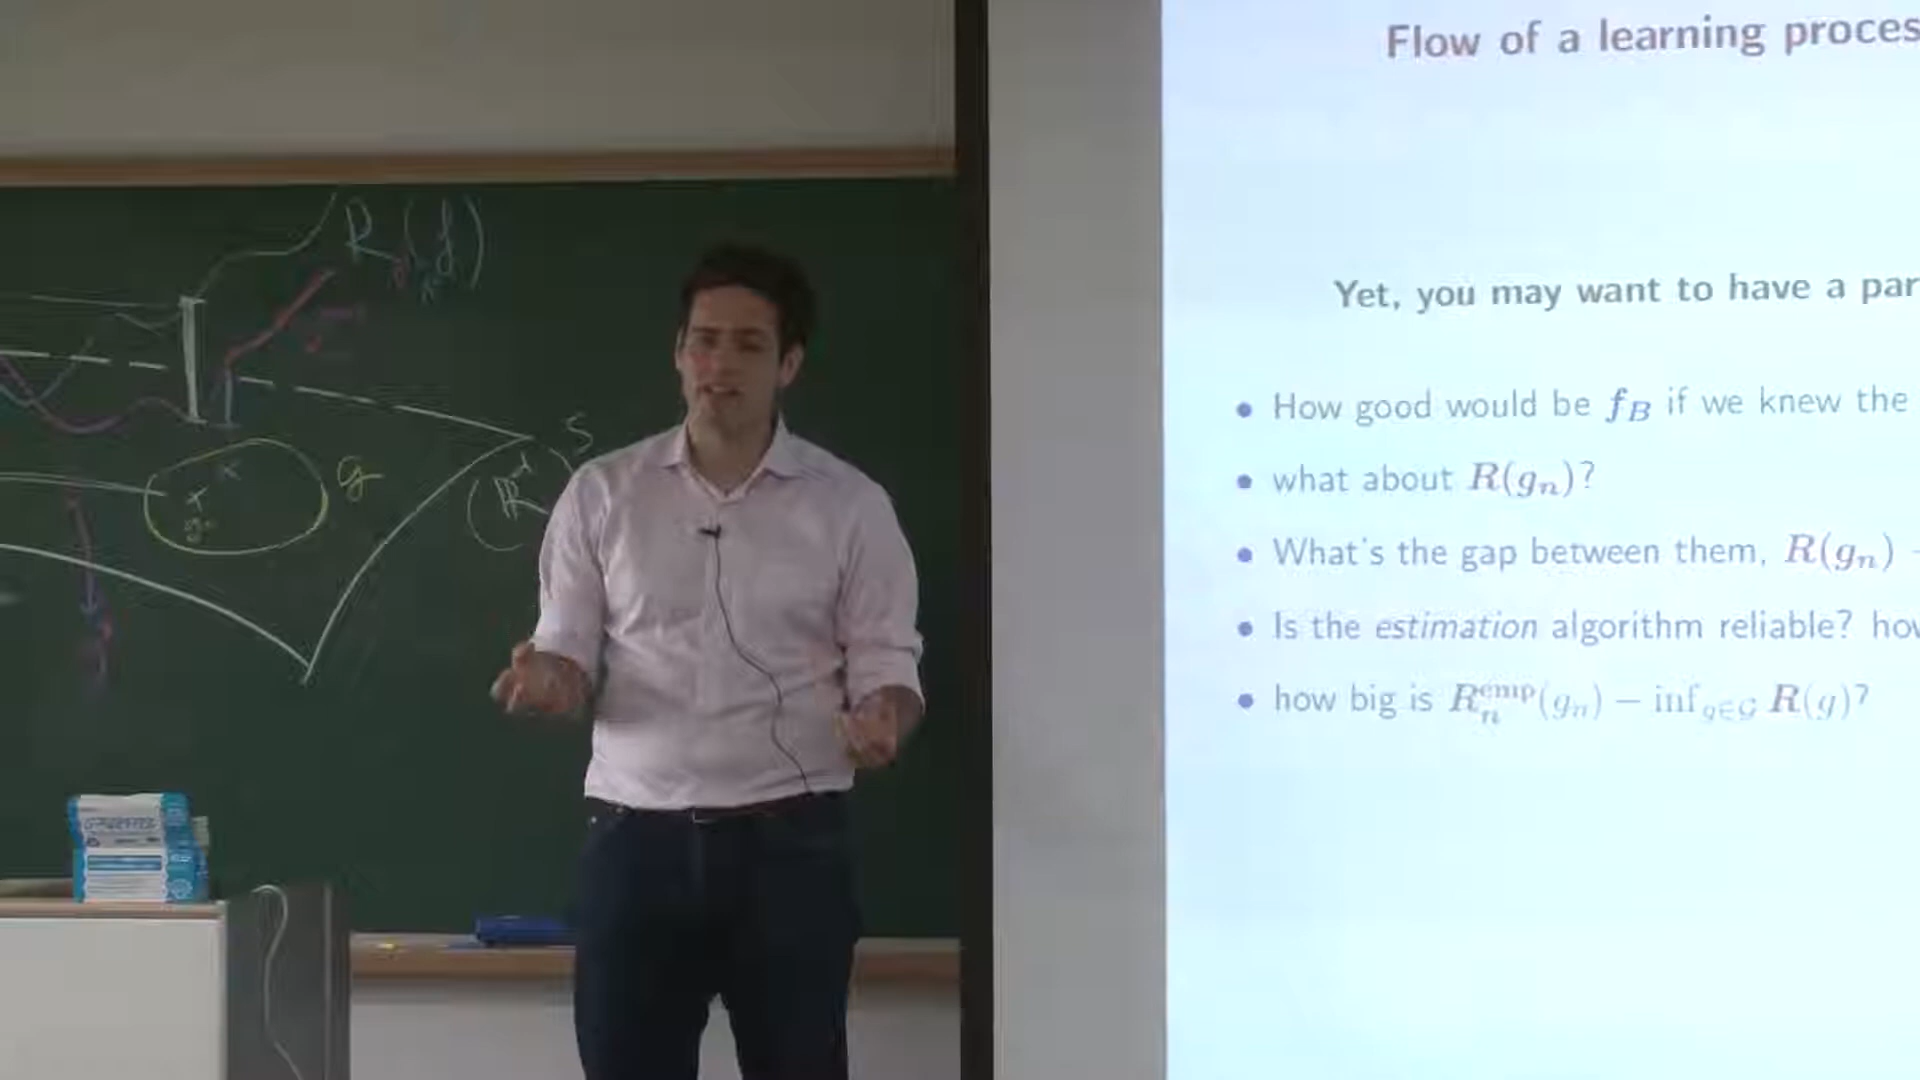 R(f)
S
g
(ℝ^d)
g_n
Flow of a learning proces
Yet, you may want to have a par
• How good would be f_B if we knew the
• what about R(g_n)?
• What's the gap between them, R(g_n) -
• Is the estimation algorithm reliable? how
• how big is R_n^emp(g_n) − inf_{g∈G} R(g)?